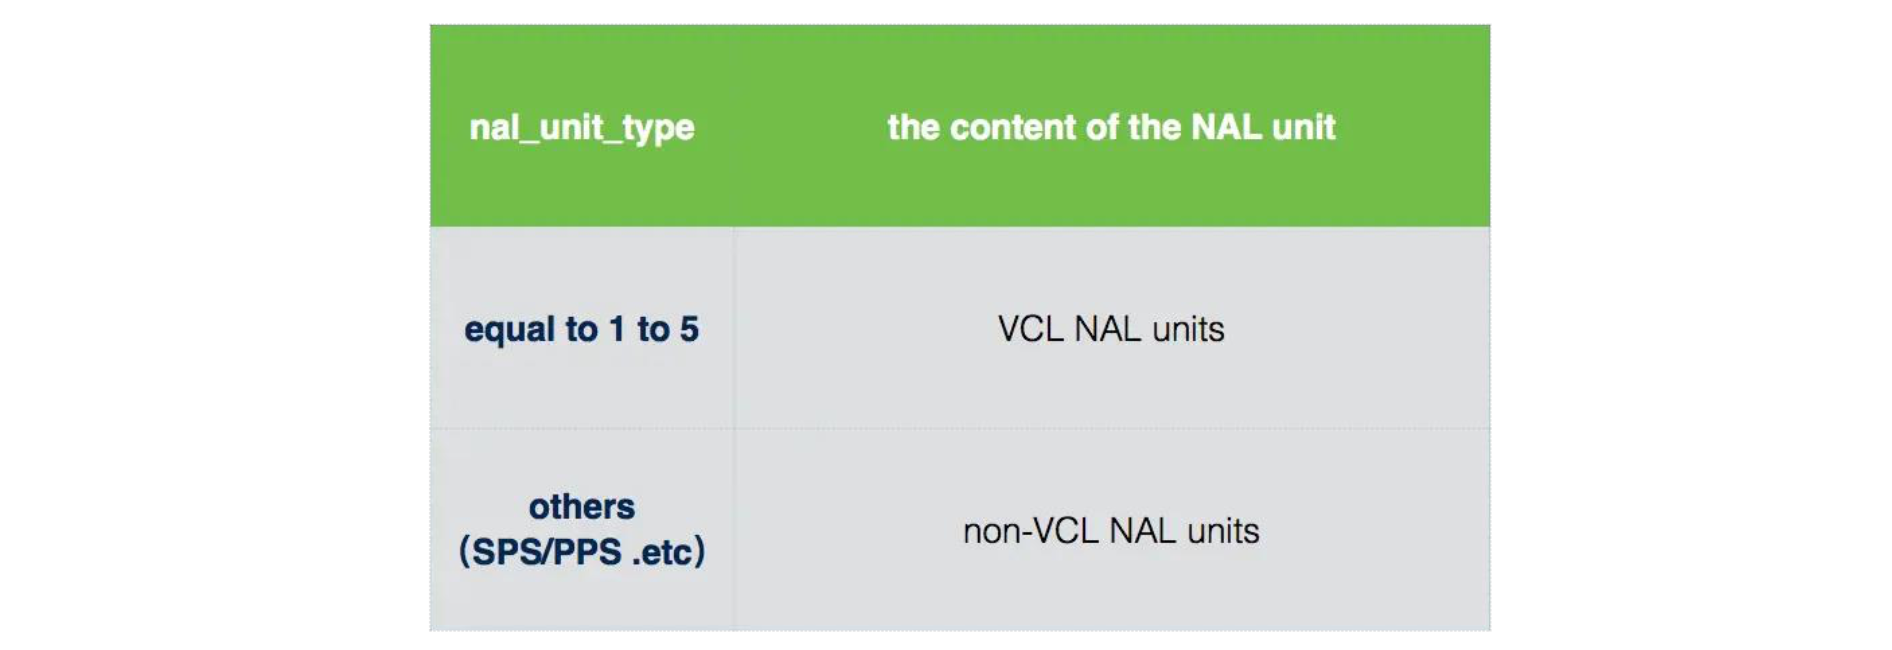 nal_unit_type
the content of the NAL unit
equal to 1 to 5
VCL NAL units
others
(SPS/PPS .etc)
non-VCL NAL units